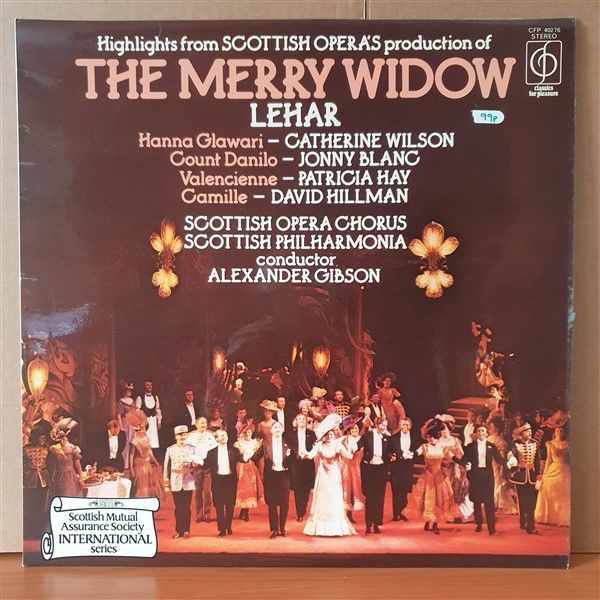 Highlights from SCOTTISH OPERA'S production of
THE MERRY WIDOW
LEHAR
Hanna Glawari – CATHERINE WILSON
Count Danilo – JONNY BLANC
Valencienne – PATRICIA HAY
Camille – DAVID HILLMAN
SCOTTISH OPERA CHORUS
SCOTTISH PHILHARMONIA
conductor
ALEXANDER GIBSON
CFP 40276
STEREO
classics
for pleasure
99p
Scottish Mutual
Assurance Society
INTERNATIONAL
series